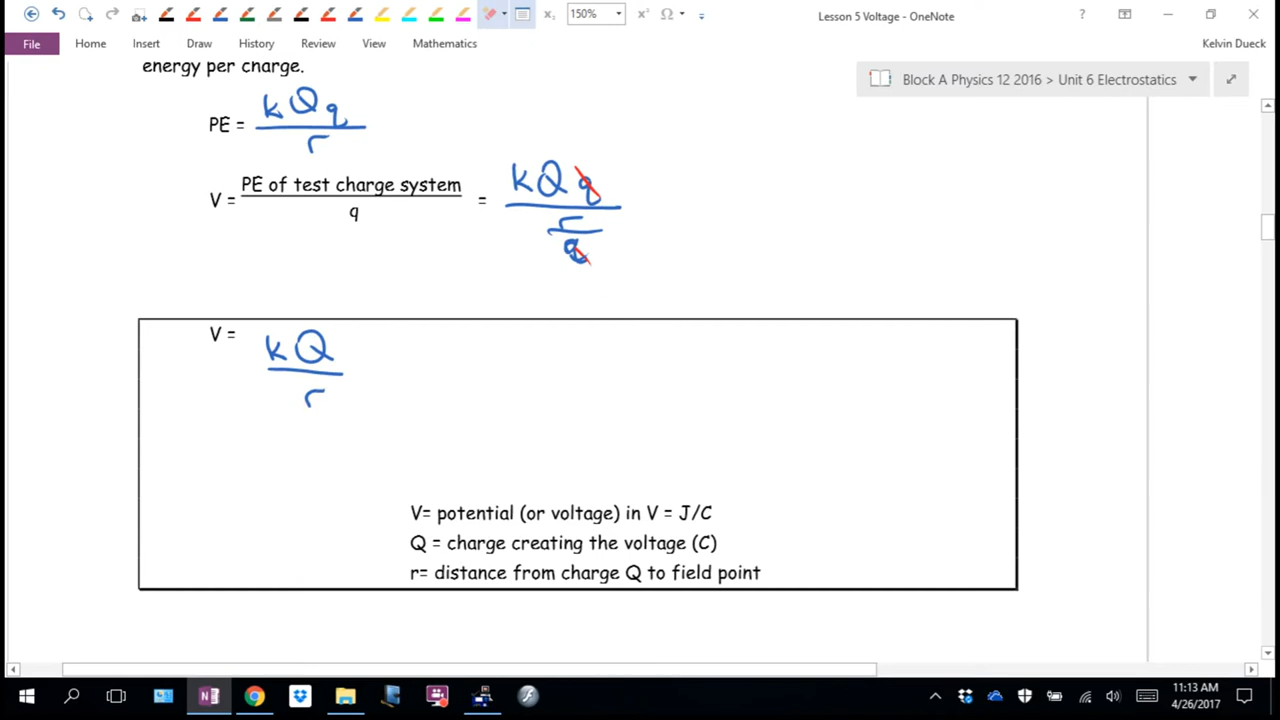 150%
Lesson 5 Voltage - OneNote
File Home Insert Draw History Review View Mathematics
Kelvin Dueck
Block A Physics 12 2016 > Unit 6 Electrostatics
energy per charge.
PE = kQq
r
V = PE of test charge system = kQq
q r
q
V = kQ
r
V= potential (or voltage) in V = J/C
Q = charge creating the voltage (C)
r= distance from charge Q to field point
11:13 AM
4/26/2017